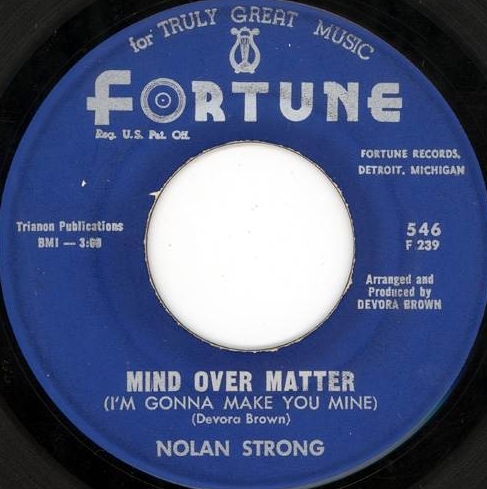 for TRULY GREAT MUSIC
FORTUNE
Reg. U.S. Pat. Off.
FORTUNE RECORDS,
DETROIT, MICHIGAN
Trianon Publications
BMI — 3:00
546
F 239
Arranged and
Produced by
DEVORA BROWN
MIND OVER MATTER
(I'M GONNA MAKE YOU MINE)
(Devora Brown)
NOLAN STRONG